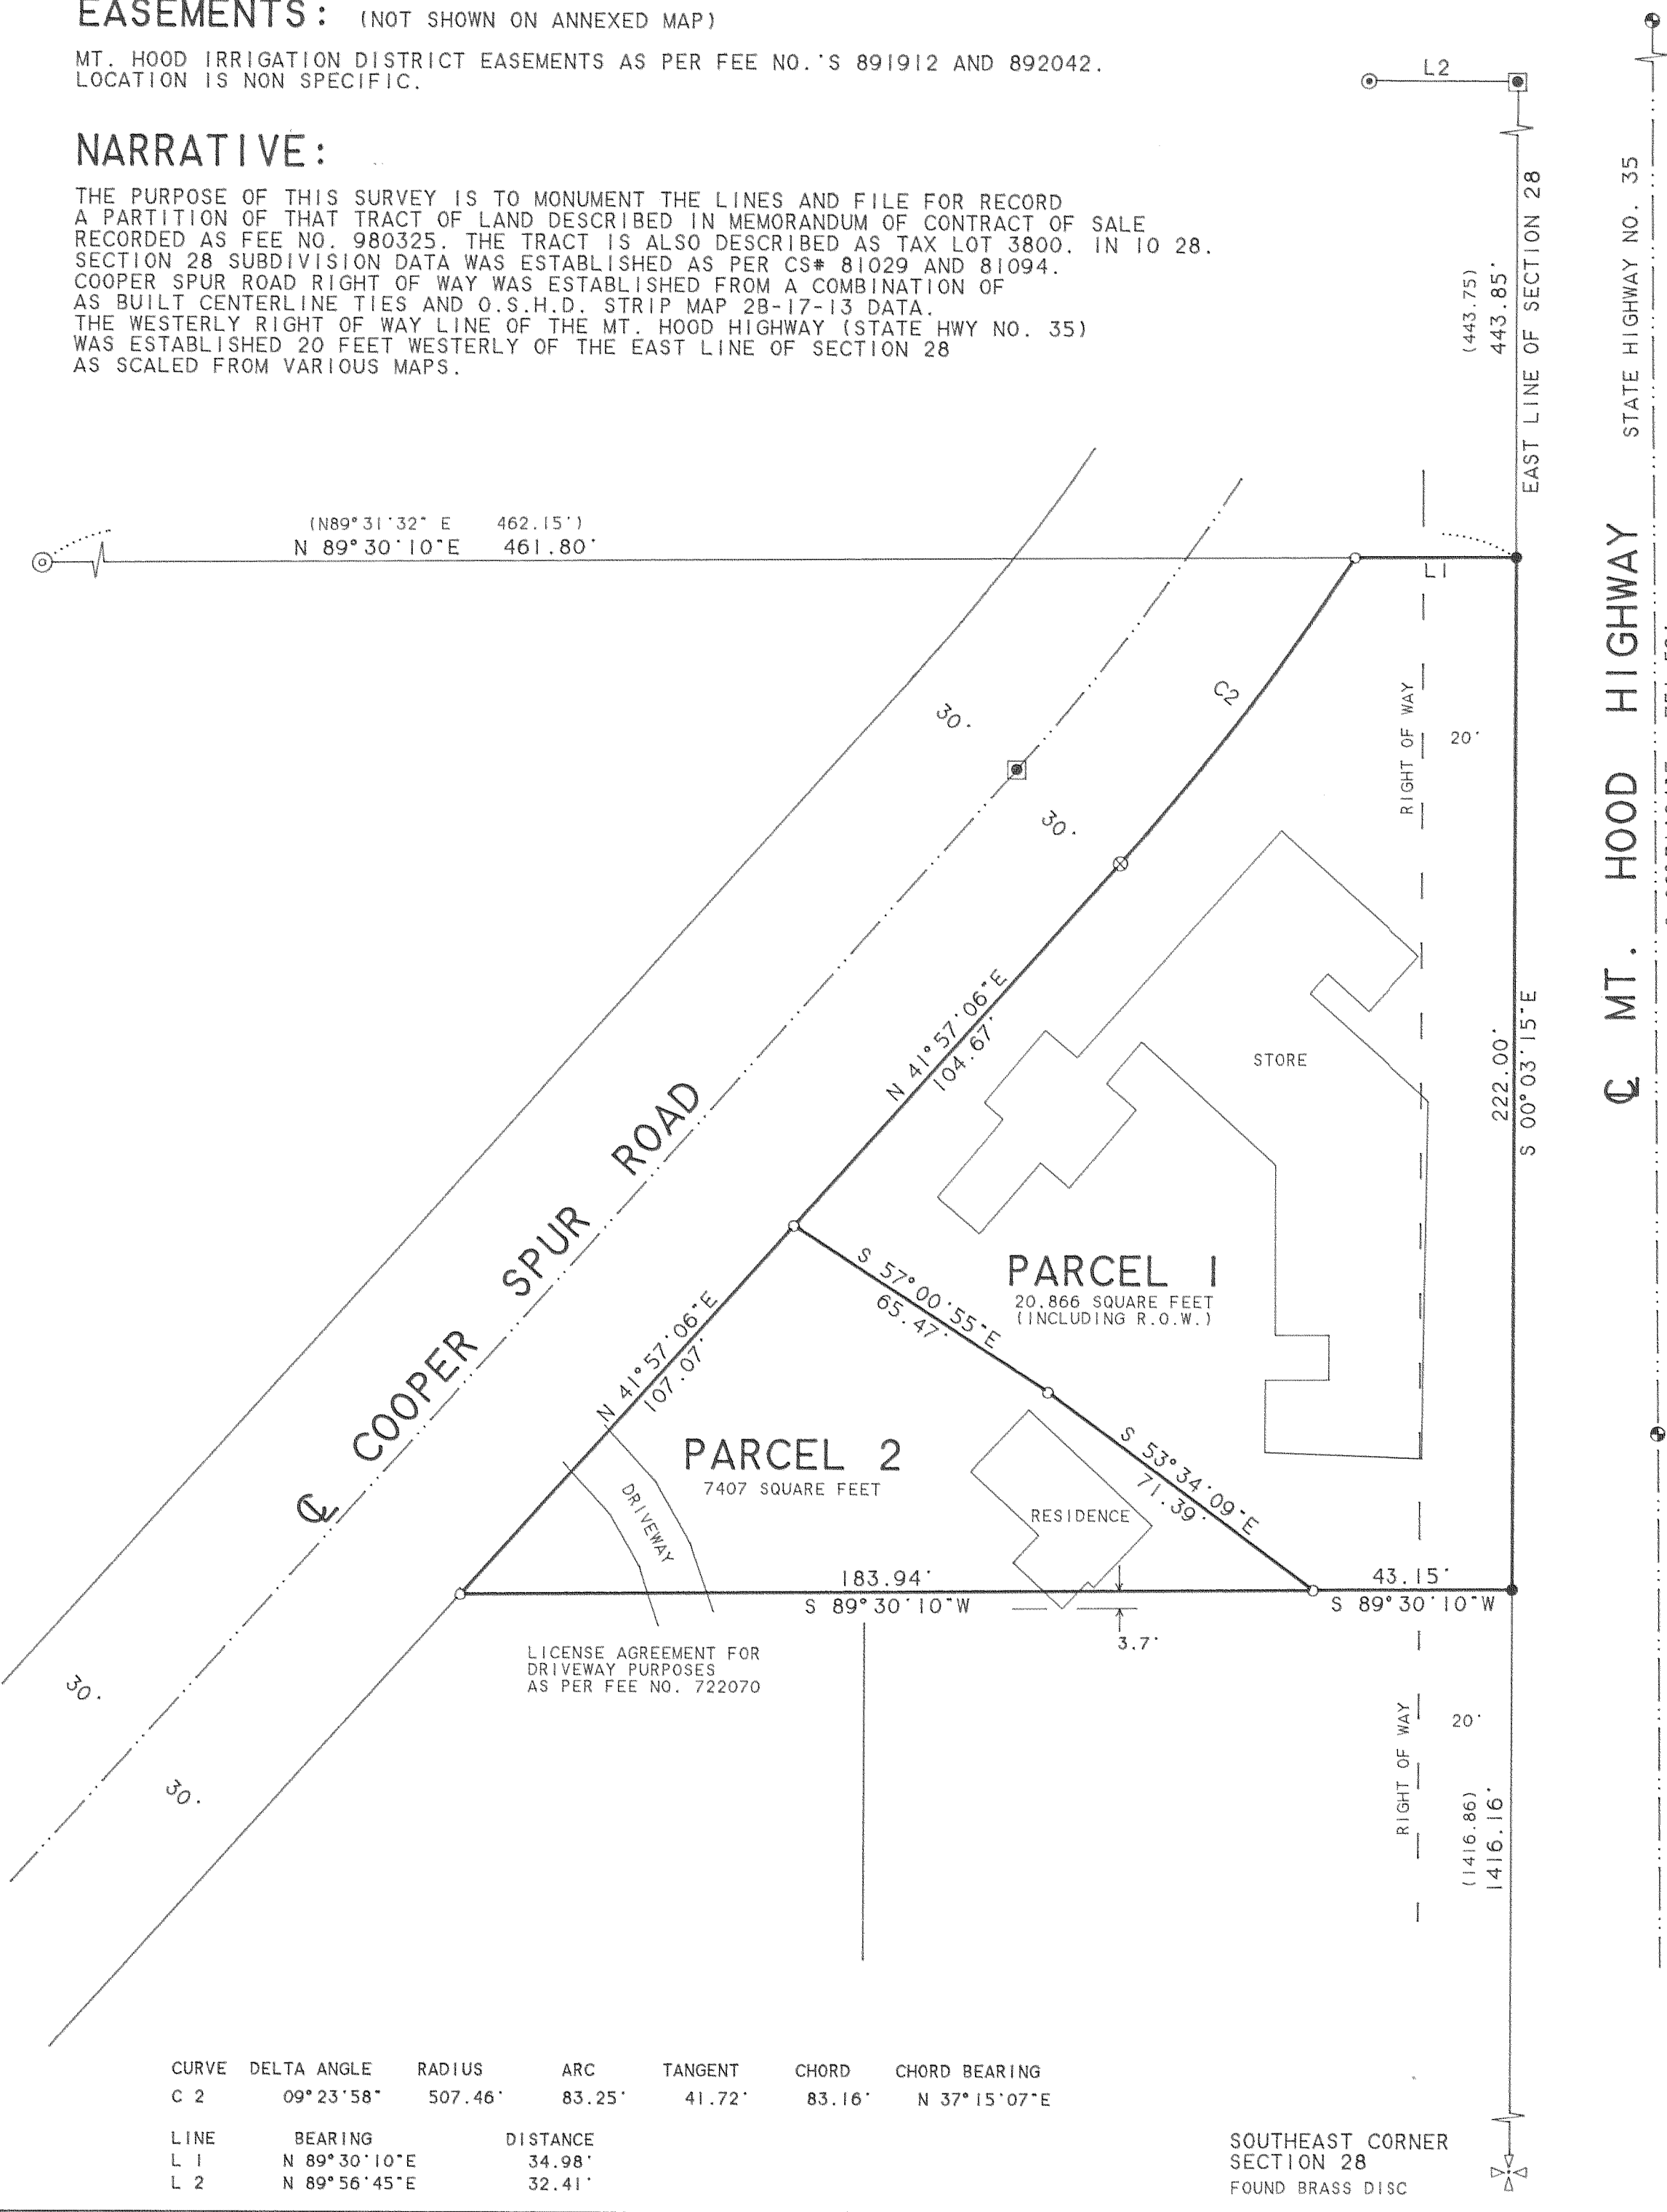 EASEMENTS: (NOT SHOWN ON ANNEXED MAP)
MT. HOOD IRRIGATION DISTRICT EASEMENTS AS PER FEE NO.'S 891912 AND 892042.
LOCATION IS NON SPECIFIC.
NARRATIVE:
THE PURPOSE OF THIS SURVEY IS TO MONUMENT THE LINES AND FILE FOR RECORD
A PARTITION OF THAT TRACT OF LAND DESCRIBED IN MEMORANDUM OF CONTRACT OF SALE
RECORDED AS FEE NO. 980325. THE TRACT IS ALSO DESCRIBED AS TAX LOT 3800. IN 10 28.
SECTION 28 SUBDIVISION DATA WAS ESTABLISHED AS PER CS# 81029 AND 81094.
COOPER SPUR ROAD RIGHT OF WAY WAS ESTABLISHED FROM A COMBINATION OF
AS BUILT CENTERLINE TIES AND O.S.H.D. STRIP MAP 2B-17-13 DATA.
THE WESTERLY RIGHT OF WAY LINE OF THE MT. HOOD HIGHWAY (STATE HWY NO. 35)
WAS ESTABLISHED 20 FEET WESTERLY OF THE EAST LINE OF SECTION 28
AS SCALED FROM VARIOUS MAPS.
L2
(443.75)
443.85'
EAST LINE OF SECTION 28
STATE HIGHWAY NO. 35
(N89°31'32" E 462.15')
N 89°30'10"E 461.80'
L1
C2
30'
30'
RIGHT OF WAY
20'
℄ MT. HOOD HIGHWAY
N 41°57'06"E
104.67'
STORE
222.00'
S 00°03'15"E
℄ COOPER SPUR ROAD
PARCEL 1
20.866 SQUARE FEET
(INCLUDING R.O.W.)
S 57°00'55"E
65.47'
N 41°57'06"E
107.07'
PARCEL 2
7407 SQUARE FEET
S 53°34'09"E
71.39'
DRIVEWAY
RESIDENCE
183.94'
S 89°30'10"W
43.15'
S 89°30'10"W
3.7'
LICENSE AGREEMENT FOR
DRIVEWAY PURPOSES
AS PER FEE NO. 722070
30'
30'
RIGHT OF WAY
20'
(1416.86)
1416.16'
CURVE DELTA ANGLE RADIUS ARC TANGENT CHORD CHORD BEARING
C 2 09°23'58" 507.46' 83.25' 41.72' 83.16' N 37°15'07"E
LINE BEARING DISTANCE
L 1 N 89°30'10"E 34.98'
L 2 N 89°56'45"E 32.41'
SOUTHEAST CORNER
SECTION 28
FOUND BRASS DISC